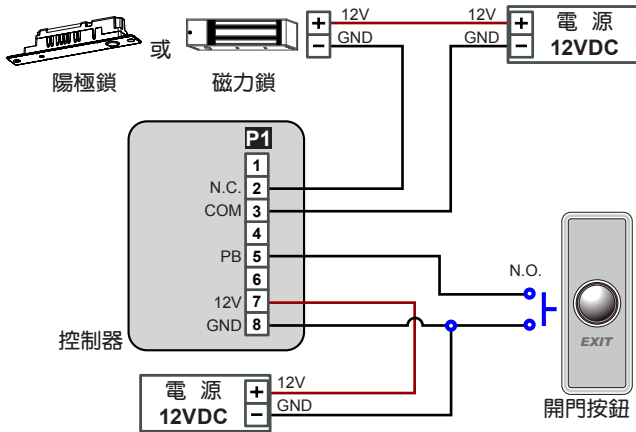 + 12V 12V + 電 源
或 − GND GND − 12VDC
陽極鎖 磁力鎖
P1
1
N.C. 2
COM 3
4
PB 5
N.O.
6
12V 7
GND 8
控制器
EXIT
電 源 + 12V
12VDC − GND
開門按鈕